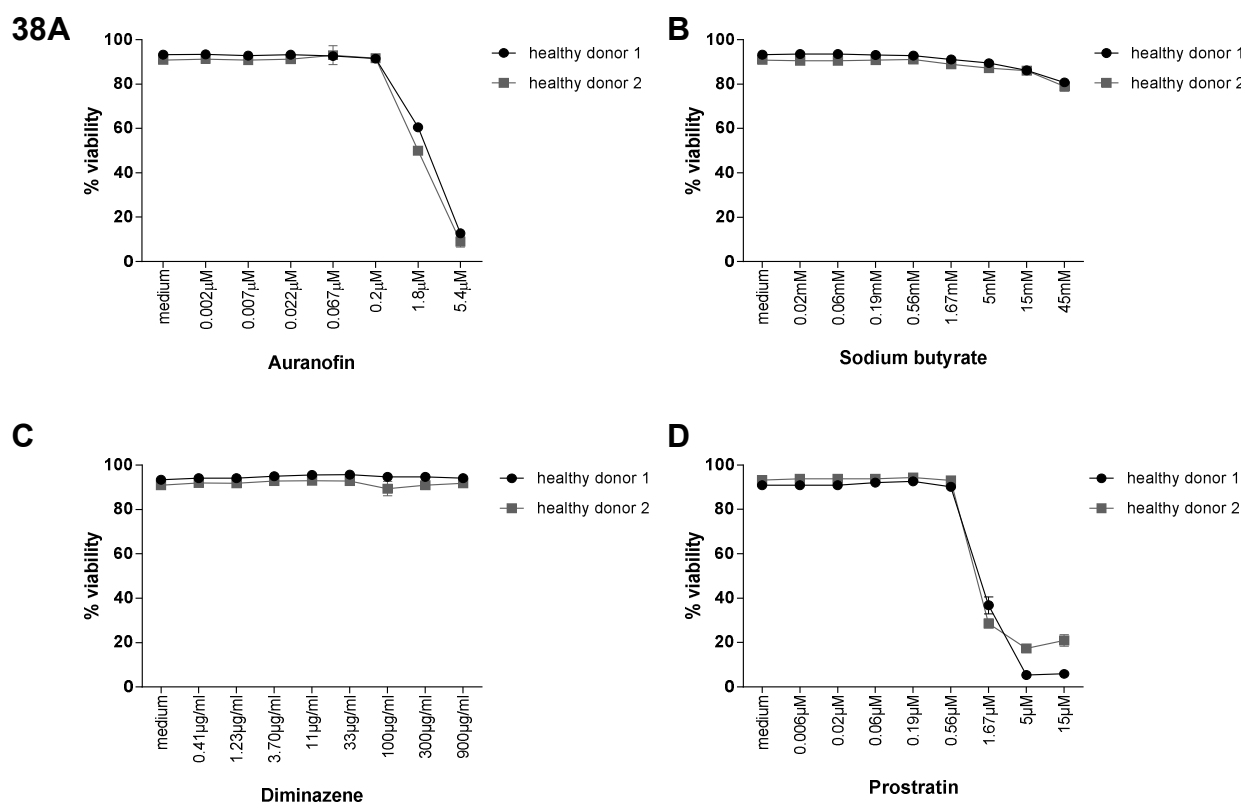 38A
100
80
60
40
20
0
% viability
medium
0.002µM
0.007µM
0.022µM
0.067µM
0.2µM
1.8µM
5.4µM
Auranofin
healthy donor 1
healthy donor 2
B
100
80
60
40
20
0
% viability
medium
0.02mM
0.06mM
0.19mM
0.56mM
1.67mM
5mM
15mM
45mM
Sodium butyrate
healthy donor 1
healthy donor 2
C
100
80
60
40
20
0
% viability
medium
0.41µg/ml
1.23µg/ml
3.70µg/ml
11µg/ml
33µg/ml
100µg/ml
300µg/ml
900µg/ml
Diminazene
healthy donor 1
healthy donor 2
D
100
80
60
40
20
0
% viability
medium
0.006µM
0.02µM
0.06µM
0.19µM
0.56µM
1.67µM
5µM
15µM
Prostratin
healthy donor 1
healthy donor 2